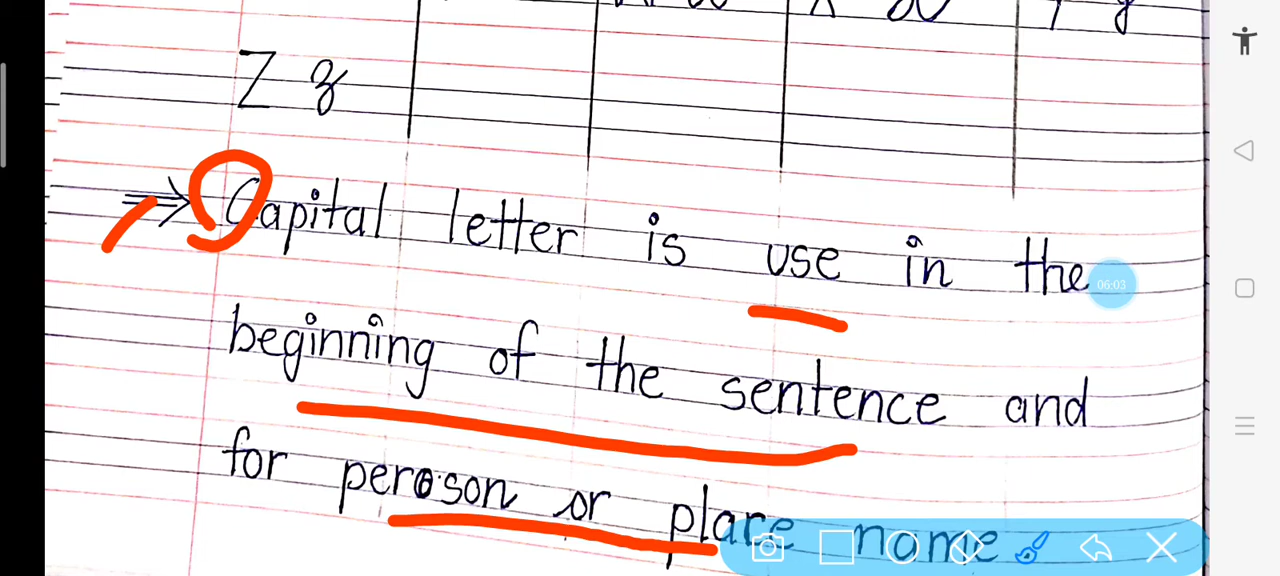 Z z
⇒ Capital letter is use in the
06:03
beginning of the sentence and
for person or place name